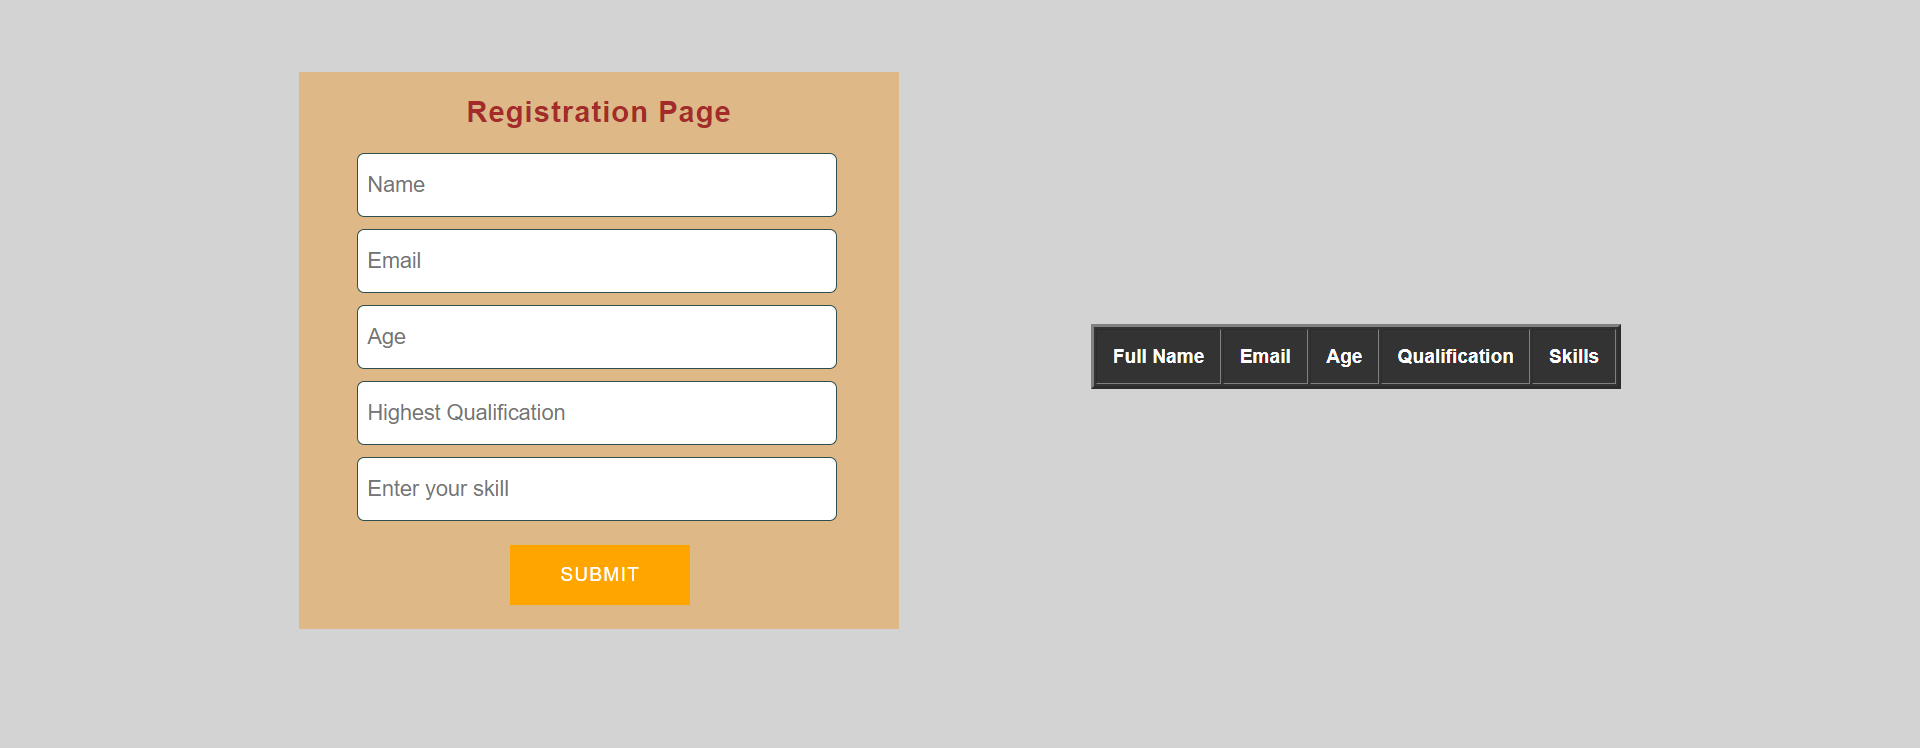 Registration Page
Name
Email
Age
Highest Qualification
Enter your skill
SUBMIT
Full Name Email Age Qualification Skills